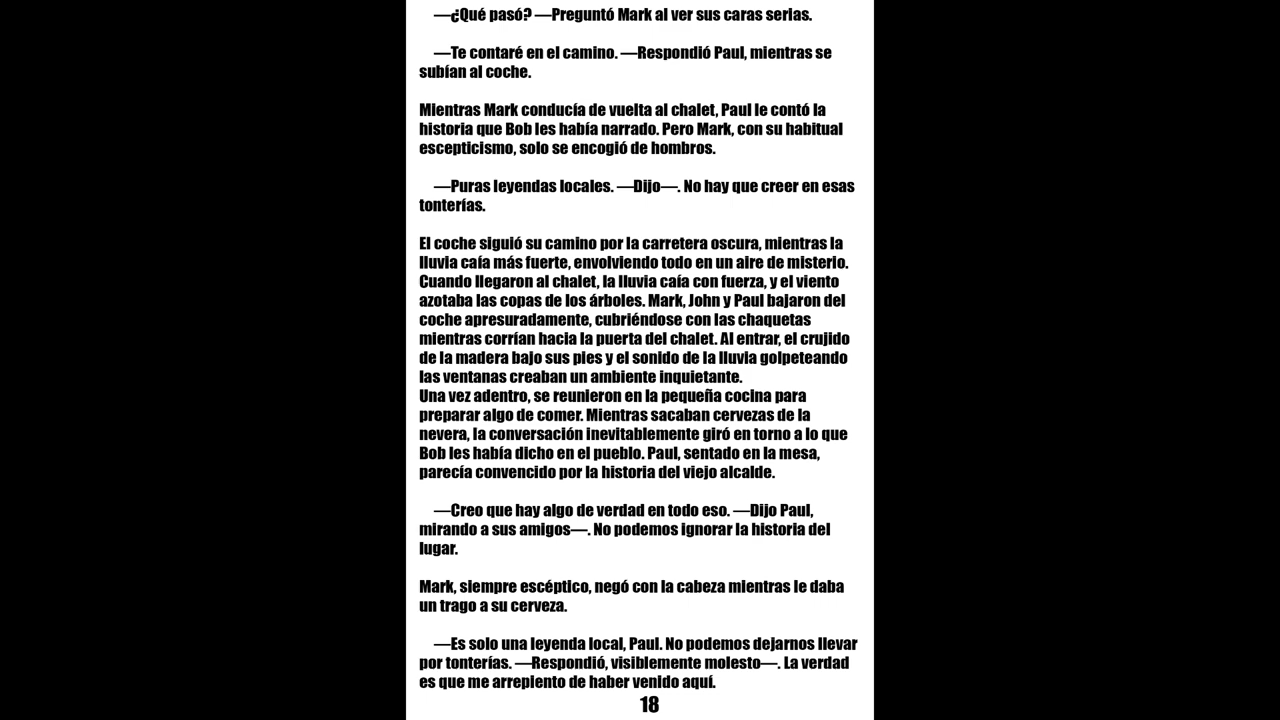 —¿Qué pasó? —Preguntó Mark al ver sus caras serias.
—Te contaré en el camino. —Respondió Paul, mientras se
subían al coche.
Mientras Mark conducía de vuelta al chalet, Paul le contó la
historia que Bob les había narrado. Pero Mark, con su habitual
escepticismo, solo se encogió de hombros.
—Puras leyendas locales. —Dijo—. No hay que creer en esas
tonterías.
El coche siguió su camino por la carretera oscura, mientras la
lluvia caía más fuerte, envolviendo todo en un aire de misterio.
Cuando llegaron al chalet, la lluvia caía con fuerza, y el viento
azotaba las copas de los árboles. Mark, John y Paul bajaron del
coche apresuradamente, cubriéndose con las chaquetas
mientras corrían hacia la puerta del chalet. Al entrar, el crujido
de la madera bajo sus pies y el sonido de la lluvia golpeteando
las ventanas creaban un ambiente inquietante.
Una vez adentro, se reunieron en la pequeña cocina para
preparar algo de comer. Mientras sacaban cervezas de la
nevera, la conversación inevitablemente giró en torno a lo que
Bob les había dicho en el pueblo. Paul, sentado en la mesa,
parecía convencido por la historia del viejo alcalde.
—Creo que hay algo de verdad en todo eso. —Dijo Paul,
mirando a sus amigos—. No podemos ignorar la historia del
lugar.
Mark, siempre escéptico, negó con la cabeza mientras le daba
un trago a su cerveza.
—Es solo una leyenda local, Paul. No podemos dejarnos llevar
por tonterías. —Respondió, visiblemente molesto—. La verdad
es que me arrepiento de haber venido aquí.
18